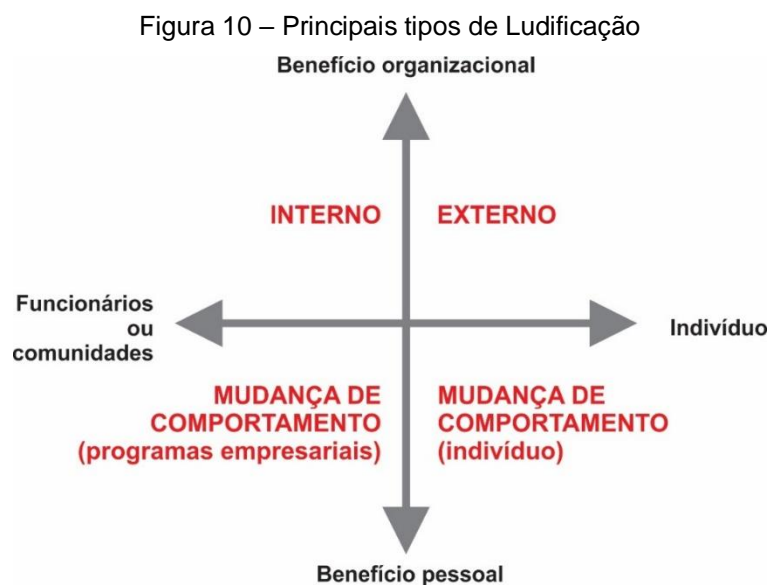 Figura 10 – Principais tipos de Ludificação
Benefício organizacional
INTERNO
EXTERNO
Funcionários
ou
comunidades
Indivíduo
MUDANÇA DE
COMPORTAMENTO
(programas empresariais)
MUDANÇA DE
COMPORTAMENTO
(indivíduo)
Benefício pessoal